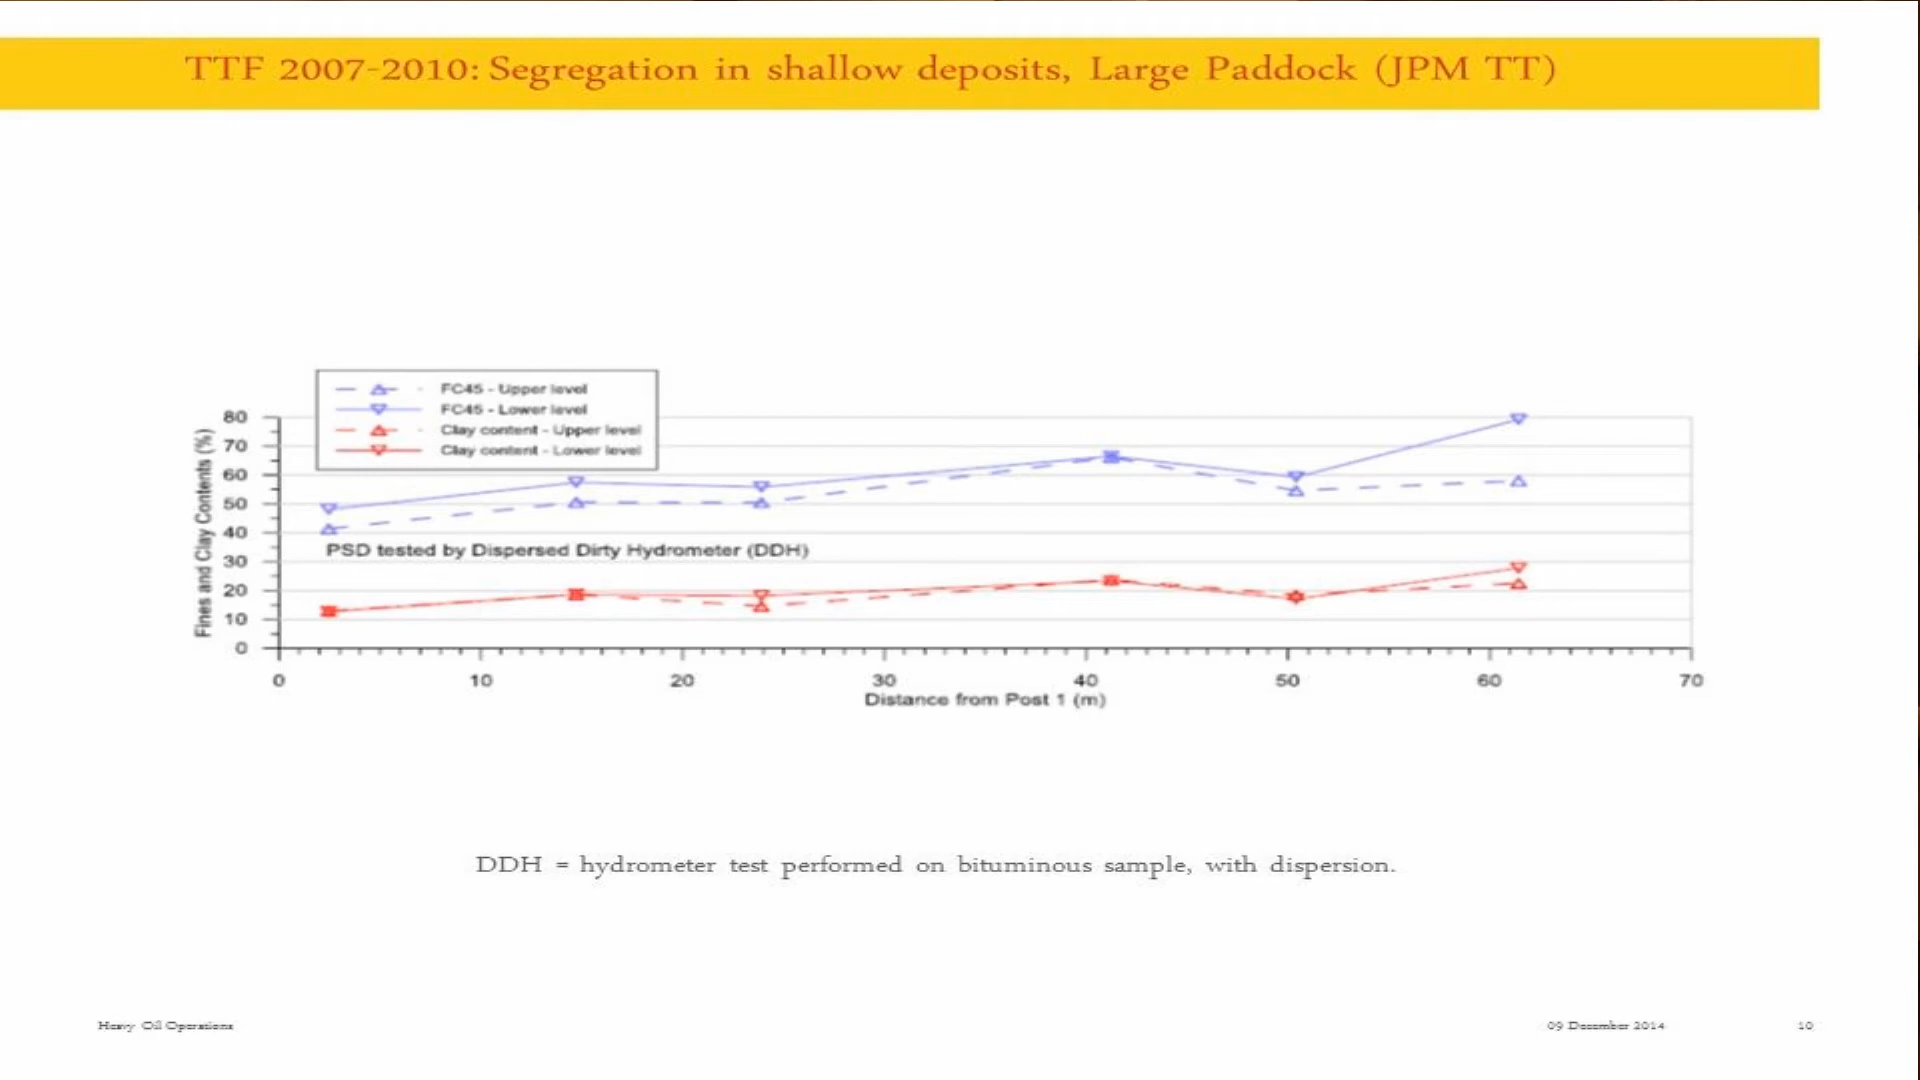 TTF 2007-2010: Segregation in shallow deposits, Large Paddock (JPM TT)
FC45 - Upper level
FC45 - Lower level
Clay content - Upper level
Clay content - Lower level
Fines and Clay Contents (%)
80
70
60
50
40
30
20
10
0
PSD tested by Dispersed Dirty Hydrometer (DDH)
0 10 20 30 40 50 60 70
Distance from Post 1 (m)
DDH = hydrometer test performed on bituminous sample, with dispersion.
Heavy Oil Operations 09 December 2014 10